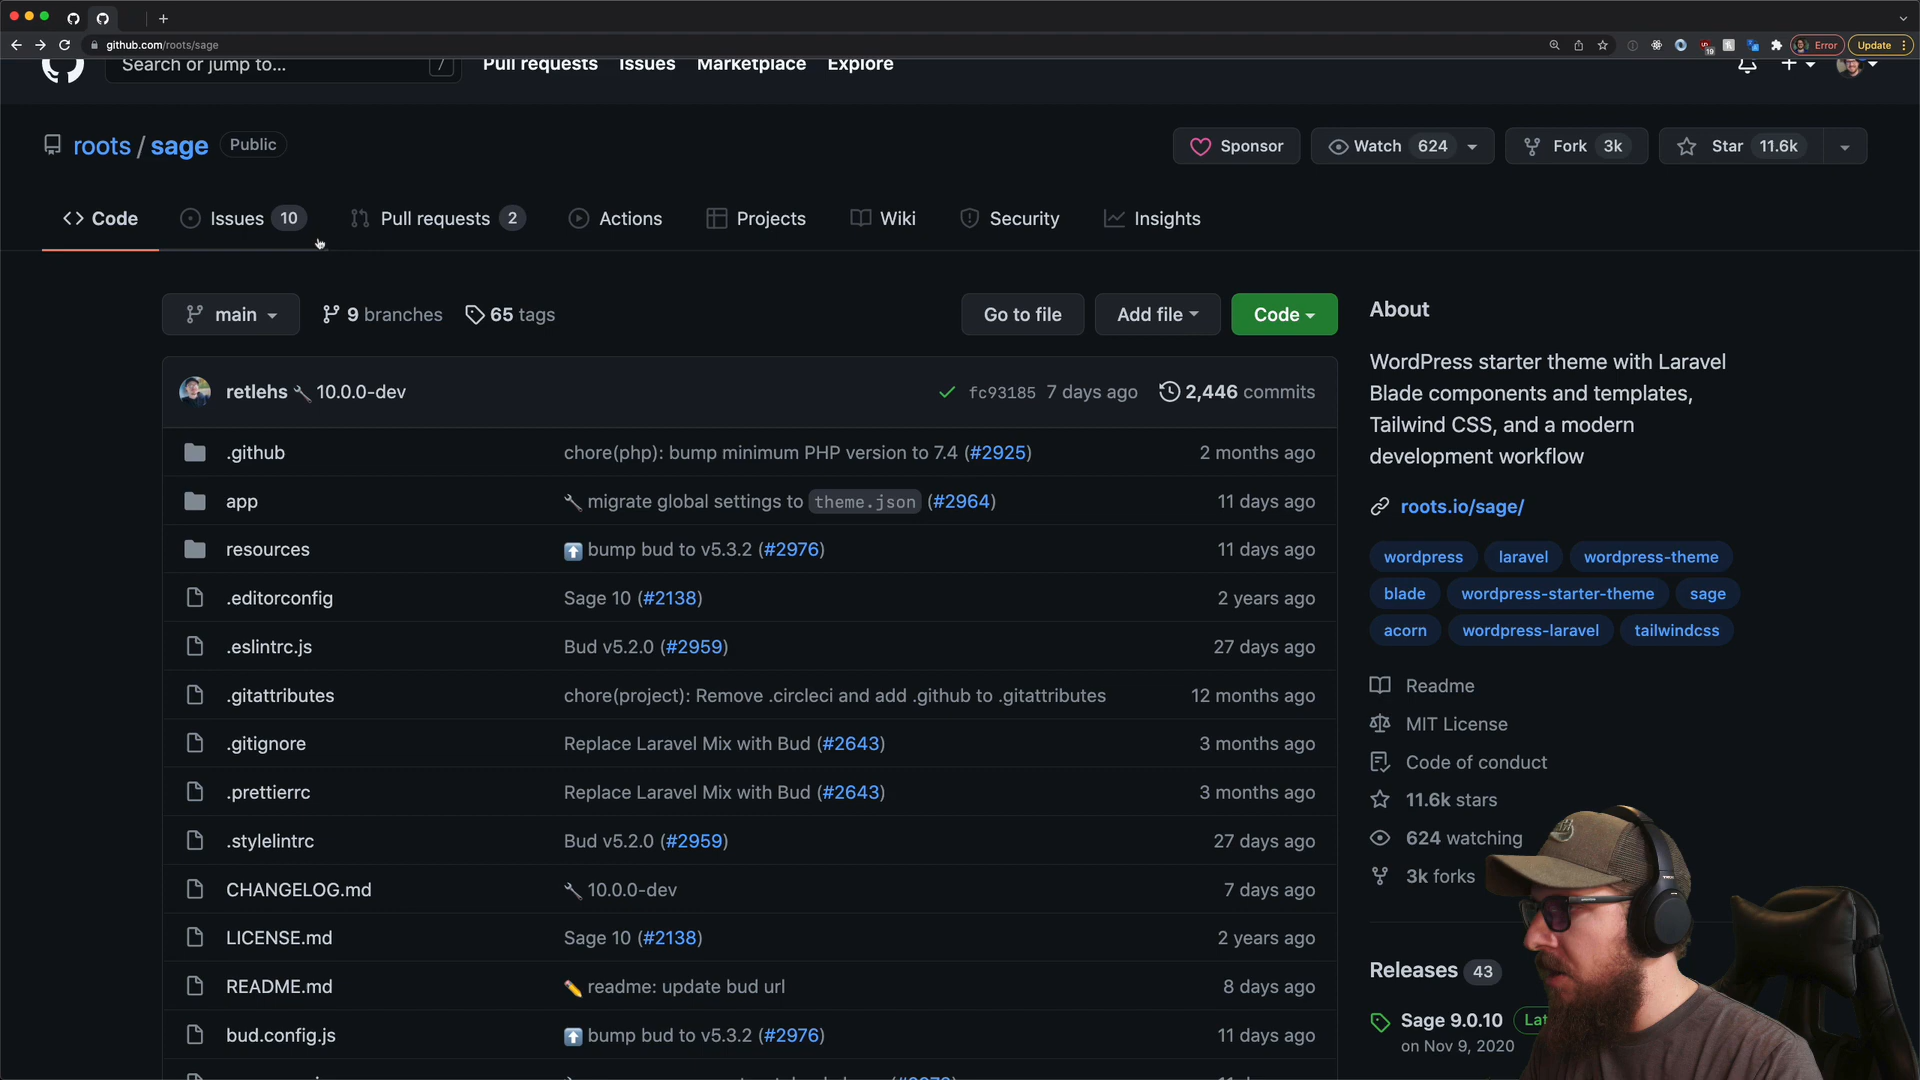 github.com/roots/sage
Error
Update
Search or jump to...
/
Pull requests
Issues
Marketplace
Explore
roots / sage
Public
Sponsor
Watch 624
Fork 3k
Star 11.6k
Code
Issues 10
Pull requests 2
Actions
Projects
Wiki
Security
Insights
main
9 branches
65 tags
Go to file
Add file
Code
retlehs 10.0.0-dev
fc93185 7 days ago
2,446 commits
.github chore(php): bump minimum PHP version to 7.4 (#2925) 2 months ago
app migrate global settings to theme.json (#2964) 11 days ago
resources bump bud to v5.3.2 (#2976) 11 days ago
.editorconfig Sage 10 (#2138) 2 years ago
.eslintrc.js Bud v5.2.0 (#2959) 27 days ago
.gitattributes chore(project): Remove .circleci and add .github to .gitattributes 12 months ago
.gitignore Replace Laravel Mix with Bud (#2643) 3 months ago
.prettierrc Replace Laravel Mix with Bud (#2643) 3 months ago
.stylelintrc Bud v5.2.0 (#2959) 27 days ago
CHANGELOG.md 10.0.0-dev 7 days ago
LICENSE.md Sage 10 (#2138) 2 years ago
README.md readme: update bud url 8 days ago
bud.config.js bump bud to v5.3.2 (#2976) 11 days ago
About
WordPress starter theme with Laravel
Blade components and templates,
Tailwind CSS, and a modern
development workflow
roots.io/sage/
wordpress laravel wordpress-theme
blade wordpress-starter-theme sage
acorn wordpress-laravel tailwindcss
Readme
MIT License
Code of conduct
11.6k stars
624 watching
3k forks
Releases 43
Sage 9.0.10 Lat
on Nov 9, 2020